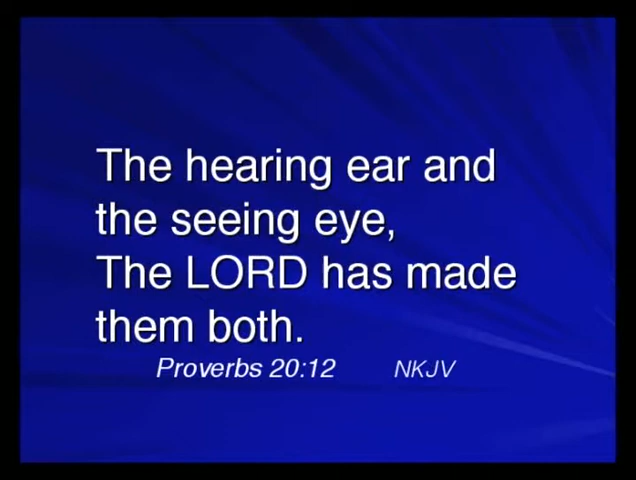 The hearing ear and
the seeing eye,
The LORD has made
them both.
Proverbs 20:12 NKJV